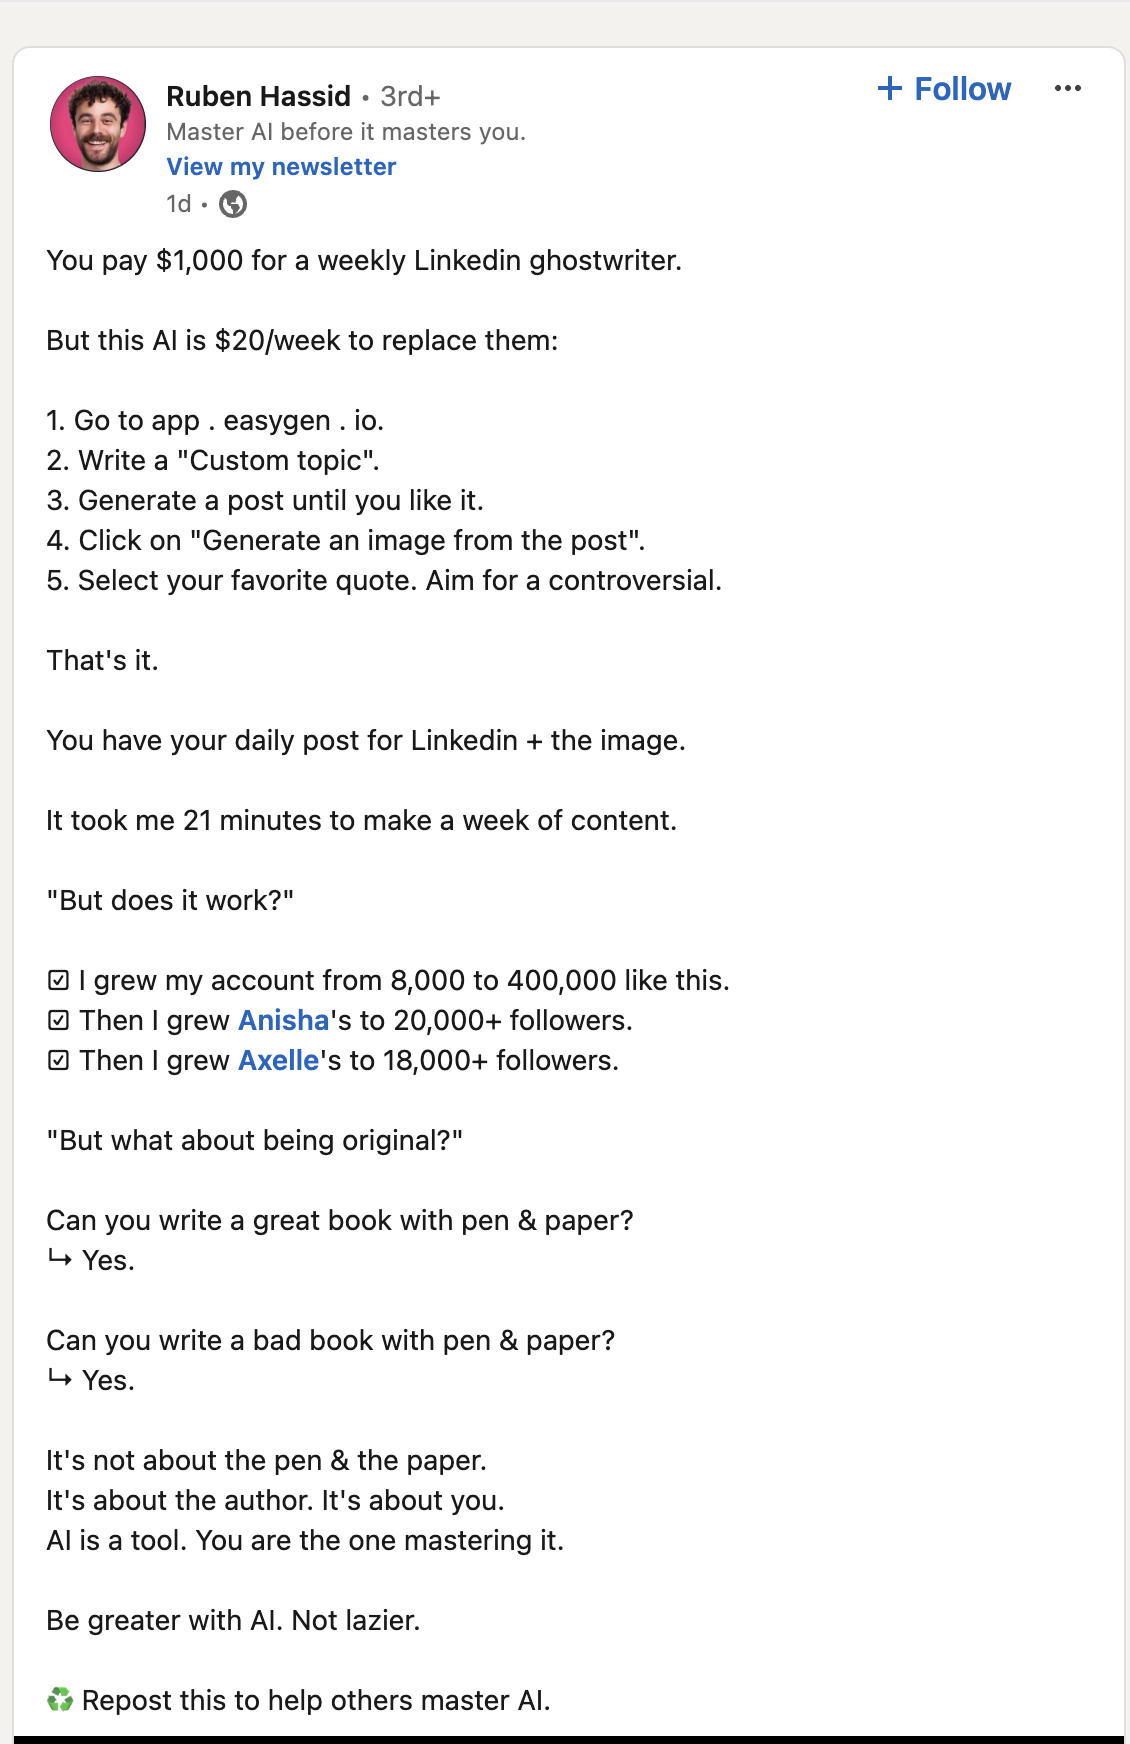 Ruben Hassid • 3rd+
+ Follow
Master AI before it masters you.
View my newsletter
1d •
You pay $1,000 for a weekly Linkedin ghostwriter.
But this AI is $20/week to replace them:
1. Go to app . easygen . io.
2. Write a "Custom topic".
3. Generate a post until you like it.
4. Click on "Generate an image from the post".
5. Select your favorite quote. Aim for a controversial.
That's it.
You have your daily post for Linkedin + the image.
It took me 21 minutes to make a week of content.
"But does it work?"
☑ I grew my account from 8,000 to 400,000 like this.
☑ Then I grew Anisha's to 20,000+ followers.
☑ Then I grew Axelle's to 18,000+ followers.
"But what about being original?"
Can you write a great book with pen & paper?
↳ Yes.
Can you write a bad book with pen & paper?
↳ Yes.
It's not about the pen & the paper.
It's about the author. It's about you.
AI is a tool. You are the one mastering it.
Be greater with AI. Not lazier.
♻️ Repost this to help others master AI.